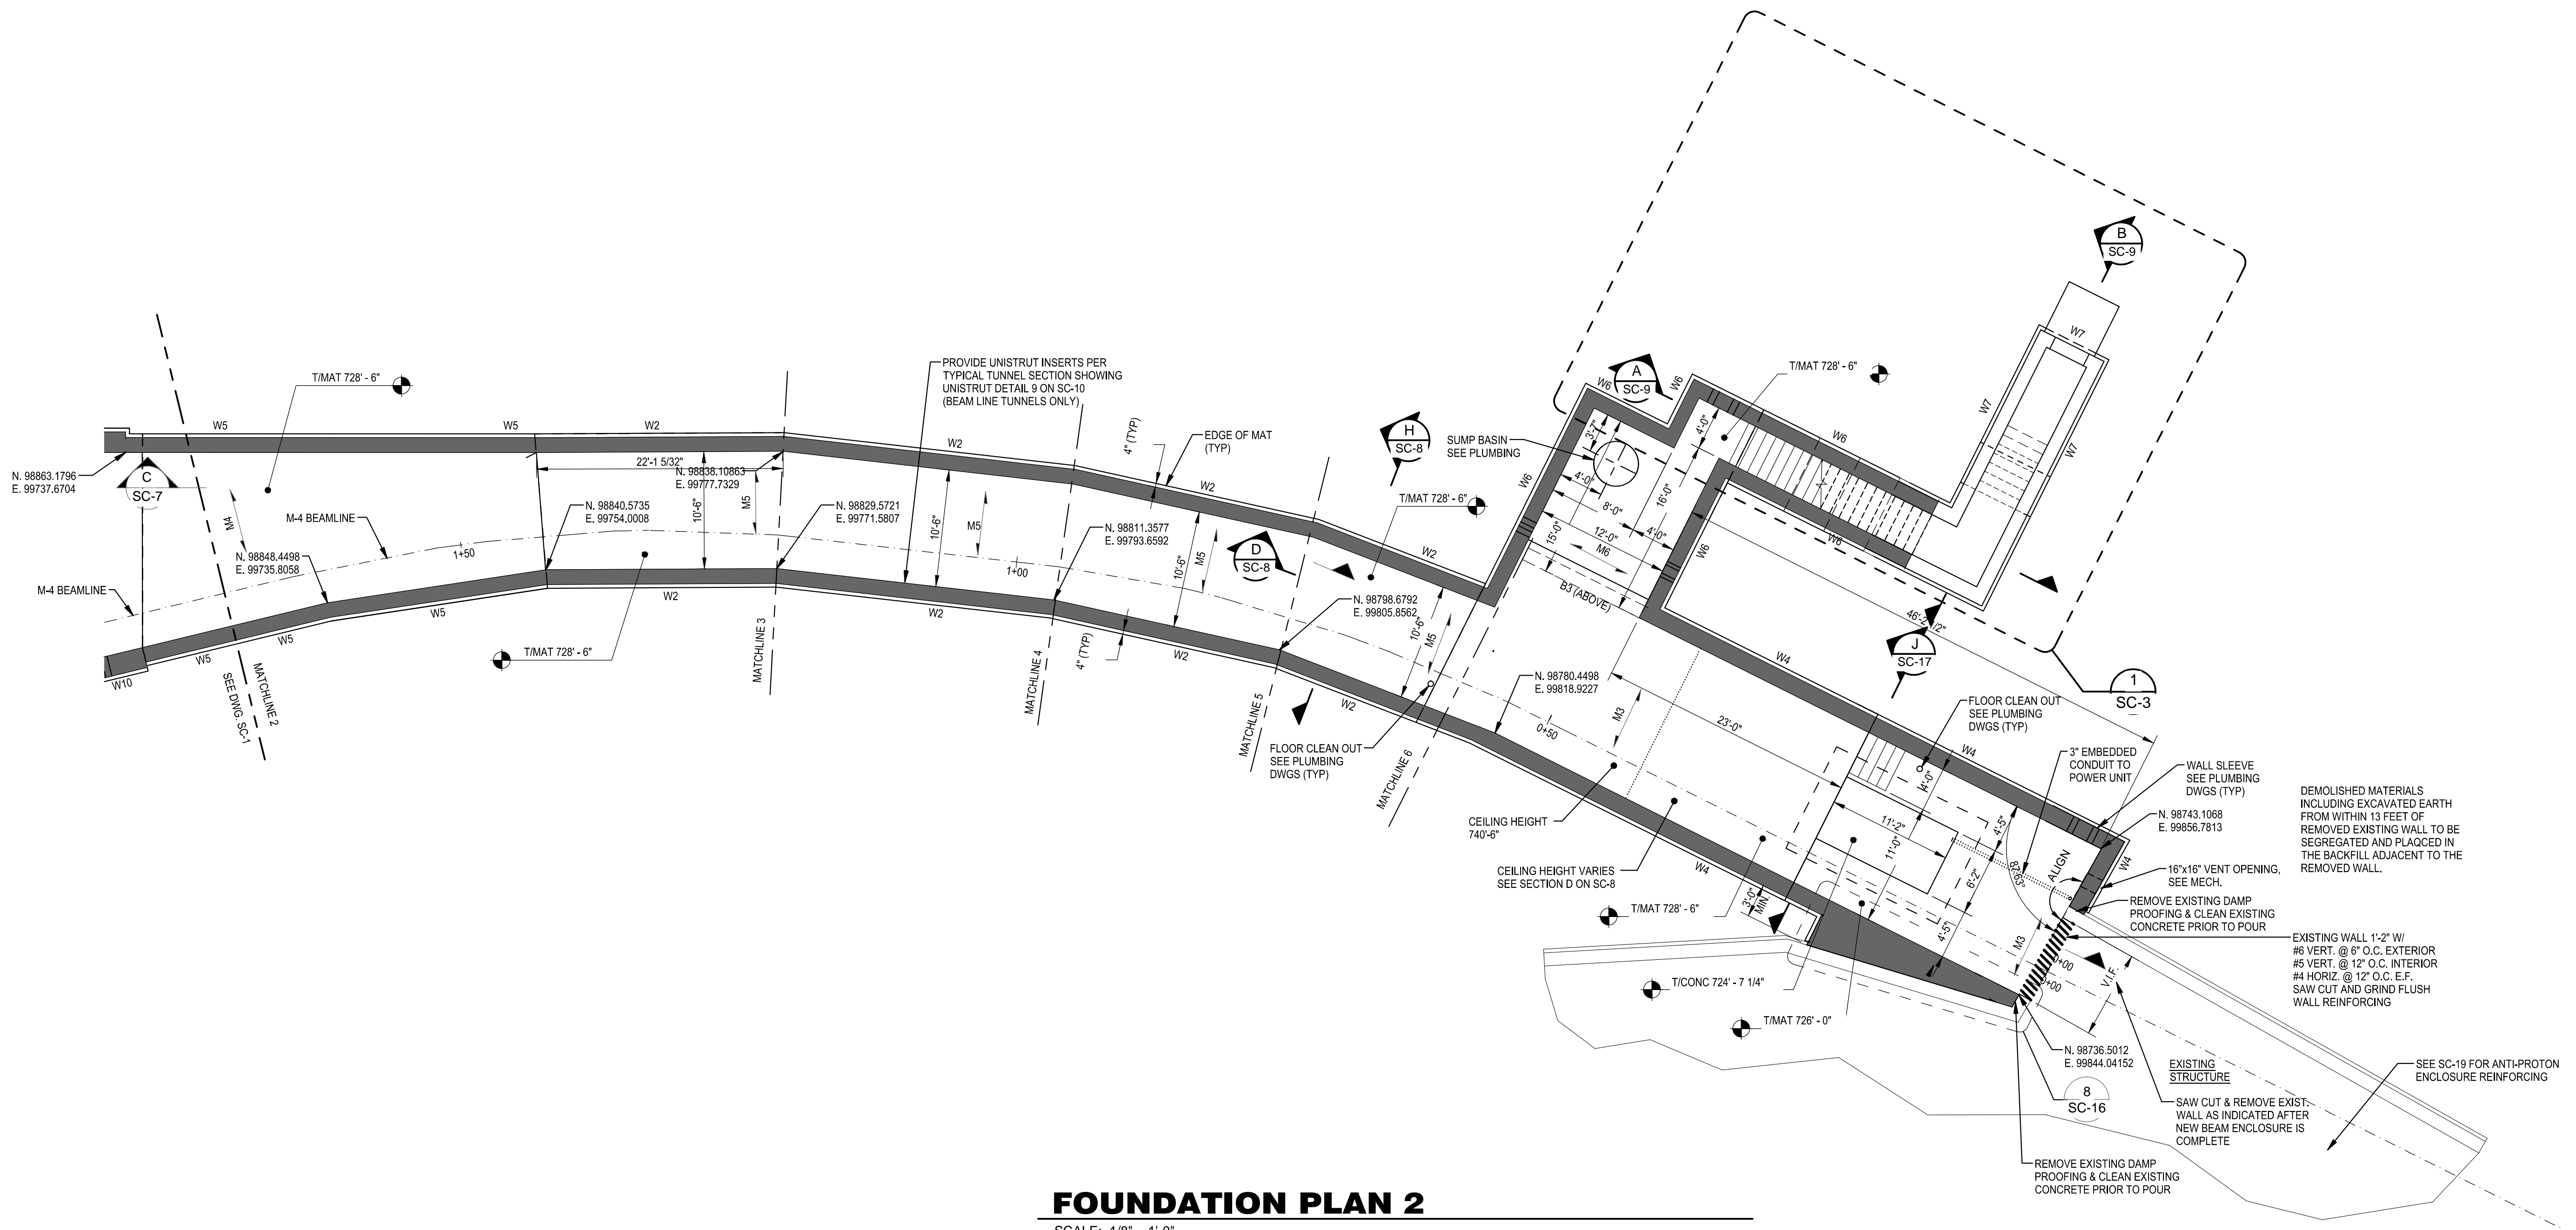 B
SC-9
T/MAT 728' - 6"
PROVIDE UNISTRUT INSERTS PER
TYPICAL TUNNEL SECTION SHOWING
UNISTRUT DETAIL 9 ON SC-10
(BEAM LINE TUNNELS ONLY)
A
SC-9
T/MAT 728' - 6"
W7
W6
W6
W7
W5
W5
W2
W2
4" (TYP)
EDGE OF MAT
(TYP)
H
SC-8
SUMP BASIN
SEE PLUMBING
3'-7"
4'-0"
W6
W7
N. 98863.1796
E. 99737.6704
C
SC-7
22'-1 5/32"
N. 98838.10863
E. 99777.7329
M5
W2
T/MAT 728' - 6"
W6
4'-0"
8'-0"
16'-0"
M4
M-4 BEAMLINE
N. 98840.5735
E. 99754.0008
10'-6"
N. 98829.5721
E. 99771.5807
10'-6"
M5
N. 98811.3577
E. 99793.6592
15'-0"
12'-0"
4'-0"
M6
W6
W6
1+50
N. 98848.4498
E. 99735.8058
1+00
10'-6"
M5
D
SC-8
W2
M-4 BEAMLINE
W5
W2
W2
N. 98798.6792
E. 99805.8562
B3 (ABOVE)
46'-2 1/2"
W5
W5
W10
T/MAT 728' - 6"
MATCHLINE 3
MATCHLINE 4
4" (TYP)
W2
10'-6"
M5
W4
J
SC-17
MATCHLINE 2
SEE DWG. SC-1
MATCHLINE 5
W2
N. 98780.4498
E. 99818.9227
1
SC-3
FLOOR CLEAN OUT
SEE PLUMBING
DWGS (TYP)
MATCHLINE 6
0+50
M3
23'-0"
FLOOR CLEAN OUT
SEE PLUMBING
DWGS (TYP)
W4
3" EMBEDDED
CONDUIT TO
POWER UNIT
WALL SLEEVE
SEE PLUMBING
DWGS (TYP)
DEMOLISHED MATERIALS
INCLUDING EXCAVATED EARTH
FROM WITHIN 13 FEET OF
REMOVED EXISTING WALL TO BE
SEGREGATED AND PLAQCED IN
THE BACKFILL ADJACENT TO THE
REMOVED WALL.
N. 98743.1068
E. 99856.7813
CEILING HEIGHT
740'-6"
4'-0"
11'-2"
11'-0"
4'-5"
6'-2"
87.63°
ALIGN
W4
CEILING HEIGHT VARIES
SEE SECTION D ON SC-8
W4
16"x16" VENT OPENING,
SEE MECH.
REMOVE EXISTING DAMP
PROOFING & CLEAN EXISTING
CONCRETE PRIOR TO POUR
3'-0"
MIN.
T/MAT 728' - 6"
4'-5"
M3
0+00
0+00
V.I.F.
EXISTING WALL 1'-2" W/
#6 VERT. @ 6" O.C. EXTERIOR
#5 VERT. @ 12" O.C. INTERIOR
#4 HORIZ. @ 12" O.C. E.F.
SAW CUT AND GRIND FLUSH
WALL REINFORCING
T/CONC 724' - 7 1/4"
T/MAT 726' - 0"
N. 98736.5012
E. 99844.04152
8
SC-16
EXISTING
STRUCTURE
SEE SC-19 FOR ANTI-PROTON
ENCLOSURE REINFORCING
SAW CUT & REMOVE EXIST.
WALL AS INDICATED AFTER
NEW BEAM ENCLOSURE IS
COMPLETE
REMOVE EXISTING DAMP
PROOFING & CLEAN EXISTING
CONCRETE PRIOR TO POUR
FOUNDATION PLAN 2